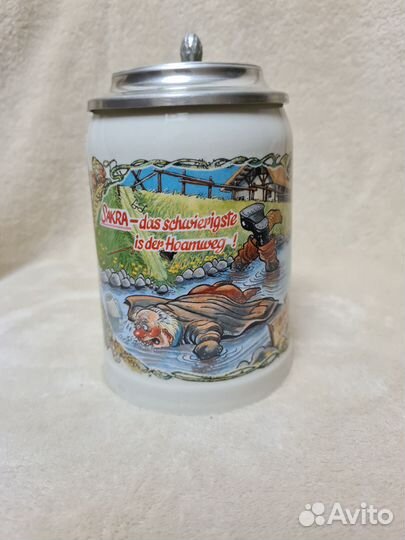 SAKRA-das schwierigste
is der Hoamweg !
Avito